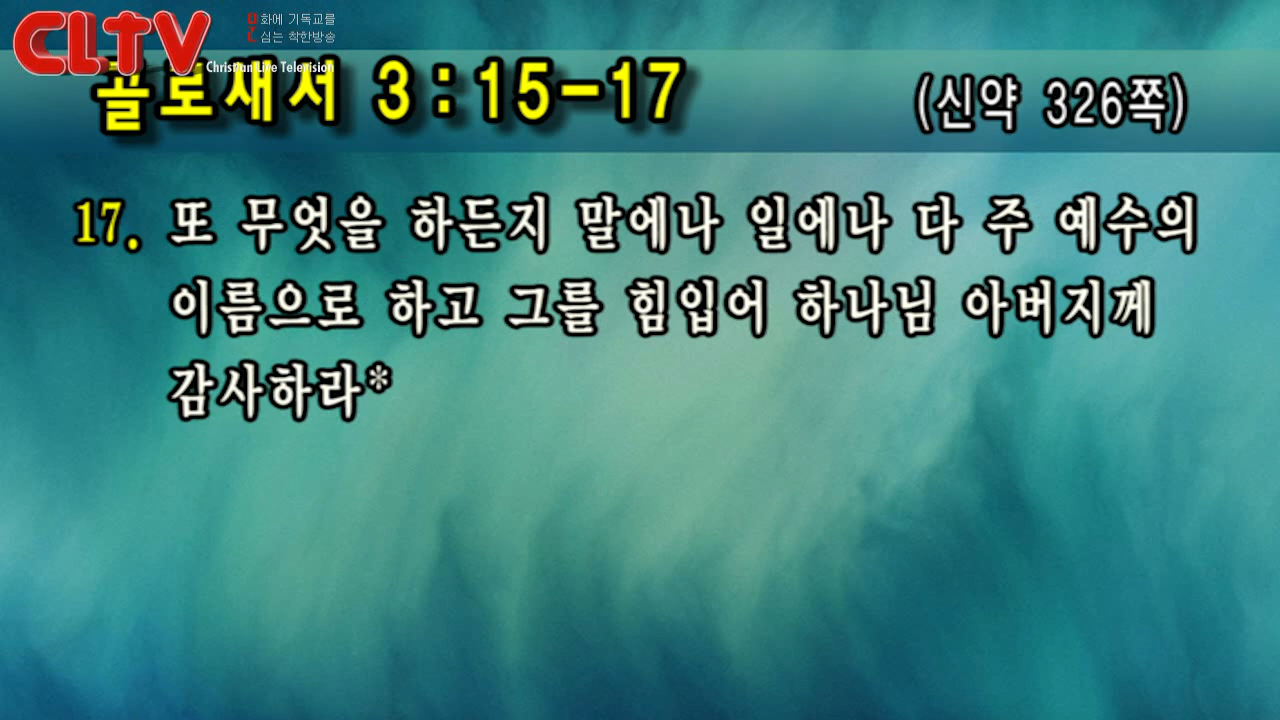 CLTV
문화에 기독교를
심는 착한방송
Christian Live Television
골로새서 3:15-17
(신약 326쪽)
17. 또 무엇을 하든지 말에나 일에나 다 주 예수의
이름으로 하고 그를 힘입어 하나님 아버지께
감사하라*